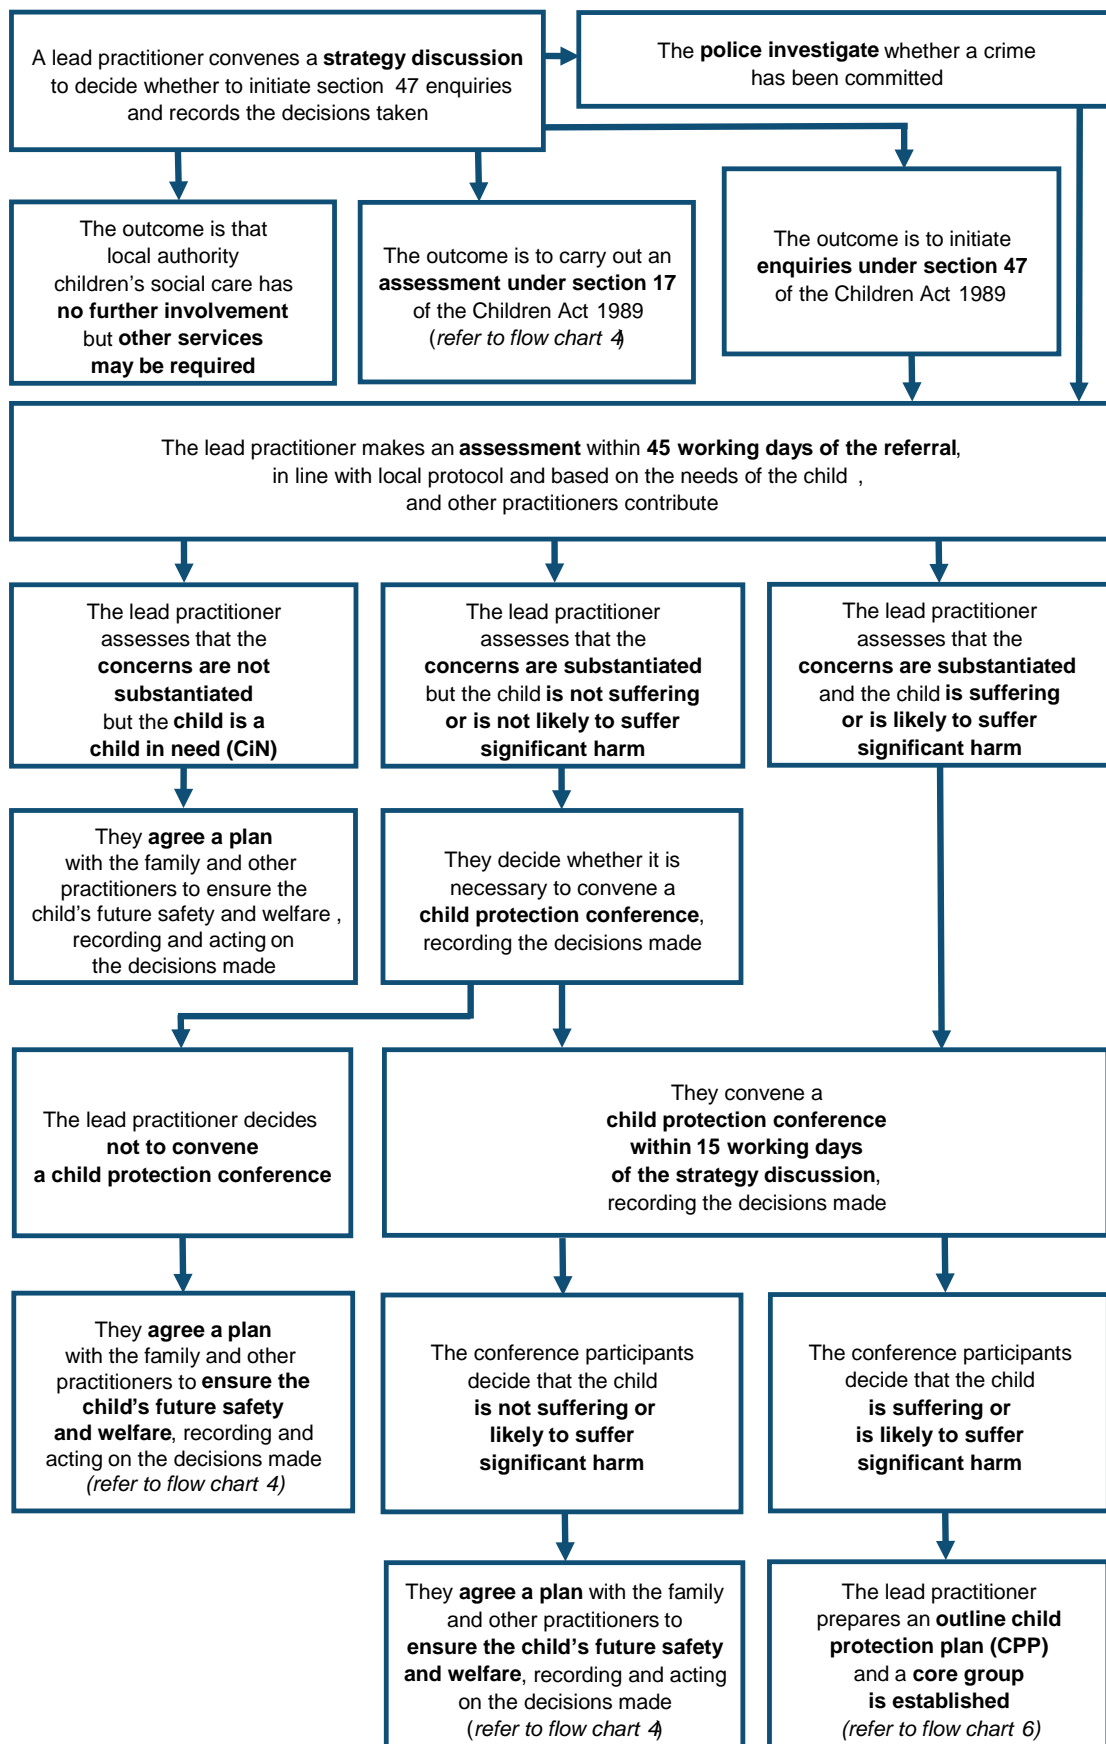 A lead practitioner convenes a strategy discussion
to decide whether to initiate section 47 enquiries
and records the decisions taken
The police investigate whether a crime
has been committed
The outcome is that
local authority
children’s social care has
no further involvement
but other services
may be required
The outcome is to carry out an
assessment under section 17
of the Children Act 1989
(refer to flow chart 4)
The outcome is to initiate
enquiries under section 47
of the Children Act 1989
The lead practitioner makes an assessment within 45 working days of the referral,
in line with local protocol and based on the needs of the child ,
and other practitioners contribute
The lead practitioner
assesses that the
concerns are not
substantiated
but the child is a
child in need (CiN)
The lead practitioner
assesses that the
concerns are substantiated
but the child is not suffering
or is not likely to suffer
significant harm
The lead practitioner
assesses that the
concerns are substantiated
and the child is suffering
or is likely to suffer
significant harm
They agree a plan
with the family and other
practitioners to ensure the
child’s future safety and welfare ,
recording and acting on
the decisions made
They decide whether it is
necessary to convene a
child protection conference,
recording the decisions made
The lead practitioner decides
not to convene
a child protection conference
They convene a
child protection conference
within 15 working days
of the strategy discussion,
recording the decisions made
They agree a plan
with the family and other
practitioners to ensure the
child’s future safety
and welfare, recording and
acting on the decisions made
(refer to flow chart 4)
The conference participants
decide that the child
is not suffering or
likely to suffer
significant harm
The conference participants
decide that the child
is suffering or
is likely to suffer
significant harm
They agree a plan with the family
and other practitioners to
ensure the child’s future safety
and welfare, recording and acting
on the decisions made
(refer to flow chart 4)
The lead practitioner
prepares an outline child
protection plan (CPP)
and a core group
is established
(refer to flow chart 6)